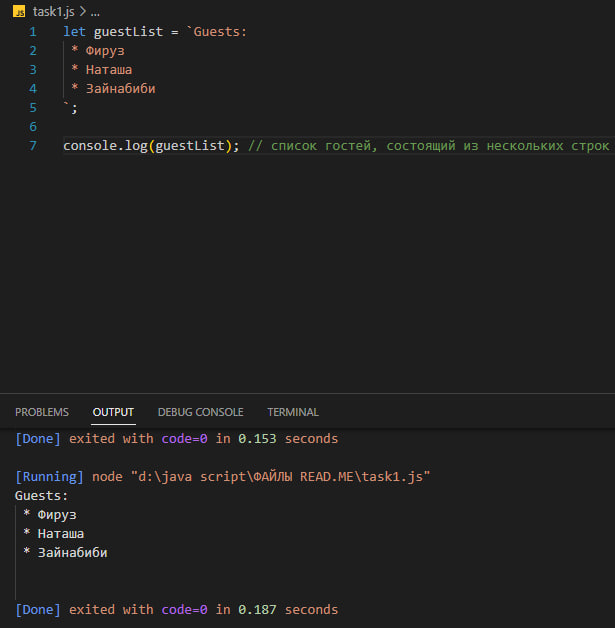 JS task1.js > ...
1 let guestList = `Guests:
2  * Фируз
3  * Наташа
4  * Зайнабиби
5 `;
6
7 console.log(guestList); // список гостей, состоящий из нескольких строк
PROBLEMS OUTPUT DEBUG CONSOLE TERMINAL
[Done] exited with code=0 in 0.153 seconds
[Running] node "d:\java script\ФАЙЛЫ READ.ME\task1.js"
Guests:
 * Фируз
 * Наташа
 * Зайнабиби
[Done] exited with code=0 in 0.187 seconds